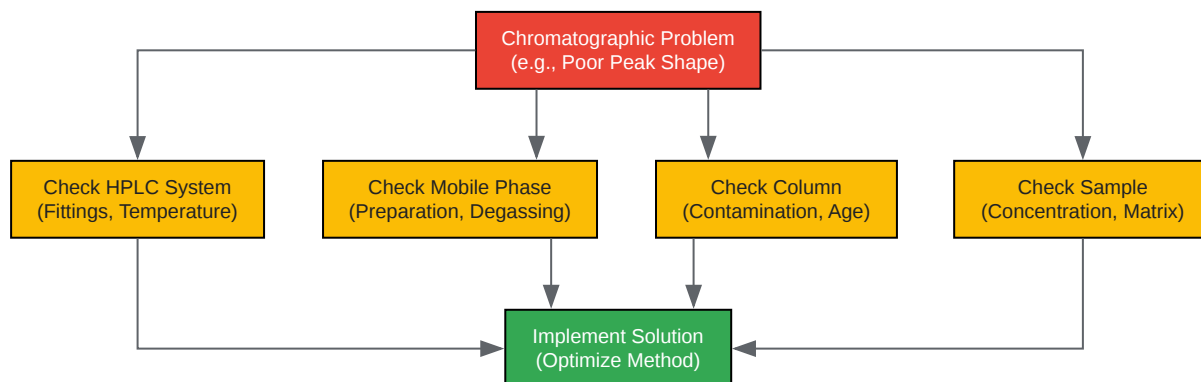 Chromatographic Problem
(e.g., Poor Peak Shape)
Check HPLC System
(Fittings, Temperature)
Check Mobile Phase
(Preparation, Degassing)
Check Column
(Contamination, Age)
Check Sample
(Concentration, Matrix)
Implement Solution
(Optimize Method)